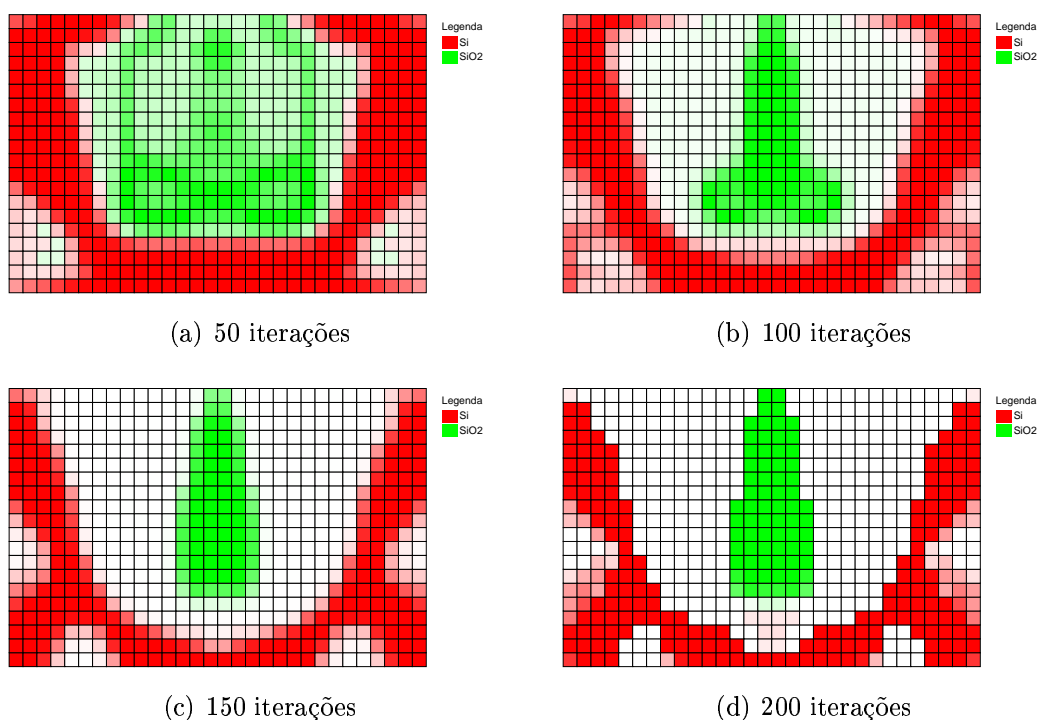 Legenda
Si
SiO2
Legenda
Si
SiO2
(a) 50 iterações
(b) 100 iterações
Legenda
Si
SiO2
Legenda
Si
SiO2
(c) 150 iterações
(d) 200 iterações